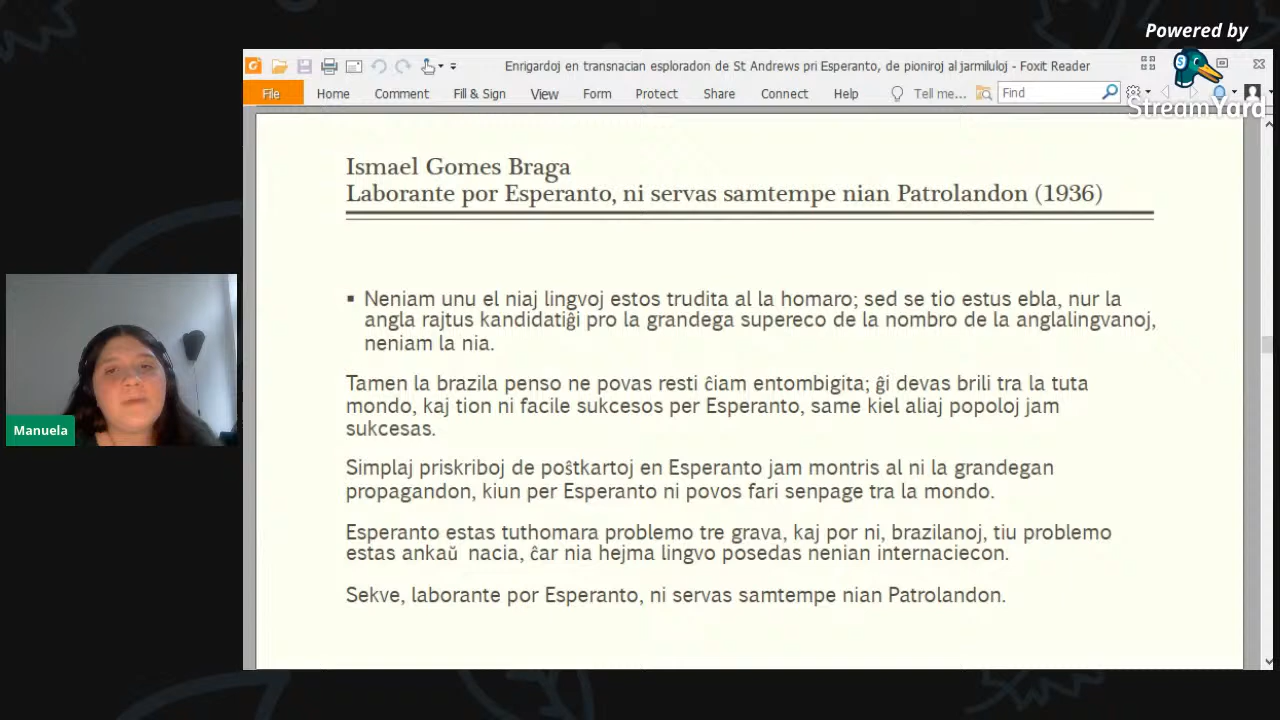 Powered by
StreamYard
Enrigardoj en transnacian esploradon de St Andrews pri Esperanto, de pioniroj al jarmiluloj - Foxit Reader
File Home Comment Fill & Sign View Form Protect Share Connect Help Tell me... Find
Ismael Gomes Braga
Laborante por Esperanto, ni servas samtempe nian Patrolandon (1936)
▪ Neniam unu el niaj lingvoj estos trudita al la homaro; sed se tio estus ebla, nur la
angla rajtus kandidatiĝi pro la grandega supereco de la nombro de la anglalingvanoj,
neniam la nia.
Tamen la brazila penso ne povas resti ĉiam entombigita; ĝi devas brili tra la tuta
mondo, kaj tion ni facile sukcesos per Esperanto, same kiel aliaj popoloj jam
sukcesas.
Simplaj priskriboj de poŝtkartoj en Esperanto jam montris al ni la grandegan
propagandon, kiun per Esperanto ni povos fari senpage tra la mondo.
Esperanto estas tuthomara problemo tre grava, kaj por ni, brazilanoj, tiu problemo
estas ankaŭ nacia, ĉar nia hejma lingvo posedas nenian internaciecon.
Sekve, laborante por Esperanto, ni servas samtempe nian Patrolandon.
Manuela